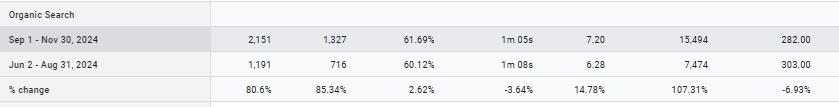 Organic Search
Sep 1 - Nov 30, 2024 2,151 1,327 61.69% 1m 05s 7.20 15,494 282.00
Jun 2 - Aug 31, 2024 1,191 716 60.12% 1m 08s 6.28 7,474 303.00
% change 80.6% 85.34% 2.62% -3.64% 14.78% 107.31% -6.93%